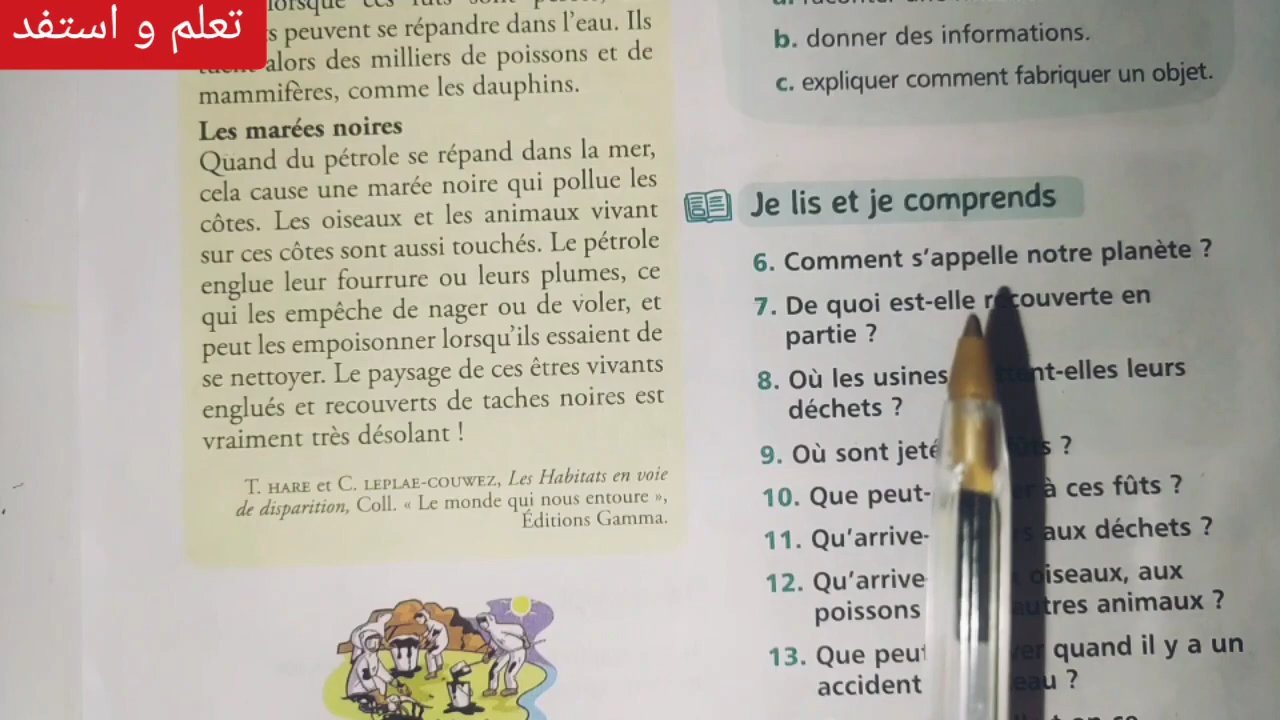 تعلم و استفد
lorsque ces fûts sont
peuvent se répandre dans l'eau. Ils
alors des milliers de poissons et de
mammifères, comme les dauphins.
Les marées noires
Quand du pétrole se répand dans la mer,
cela cause une marée noire qui pollue les
côtes. Les oiseaux et les animaux vivant
sur ces côtes sont aussi touchés. Le pétrole
englue leur fourrure ou leurs plumes, ce
qui les empêche de nager ou de voler, et
peut les empoisonner lorsqu'ils essaient de
se nettoyer. Le paysage de ces êtres vivants
englués et recouverts de taches noires est
vraiment très désolant !
T. HARE et C. LEPLAE-COUWEZ, Les Habitats en voie
de disparition, Coll. « Le monde qui nous entoure »,
Éditions Gamma.
b. donner des informations.
c. expliquer comment fabriquer un objet.
Je lis et je comprends
6. Comment s'appelle notre planète ?
7. De quoi est-elle recouverte en
partie ?
8. Où les usines -elles leurs
déchets ?
9. Où sont fûts ?
10. Que à ces fûts ?
11. aux déchets ?
12. oiseaux, aux
poissons autres animaux ?
13. Que quand il y a un
accident ?